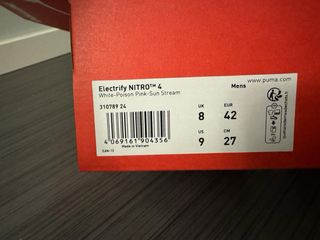 Electrify NITRO™ 4
Mens
www.puma.com
White-Poison Pink-Sun Stream
310789 24
UK
EUR
8
42
US
CM
9
27
4 069161 904356
Made in Vietnam